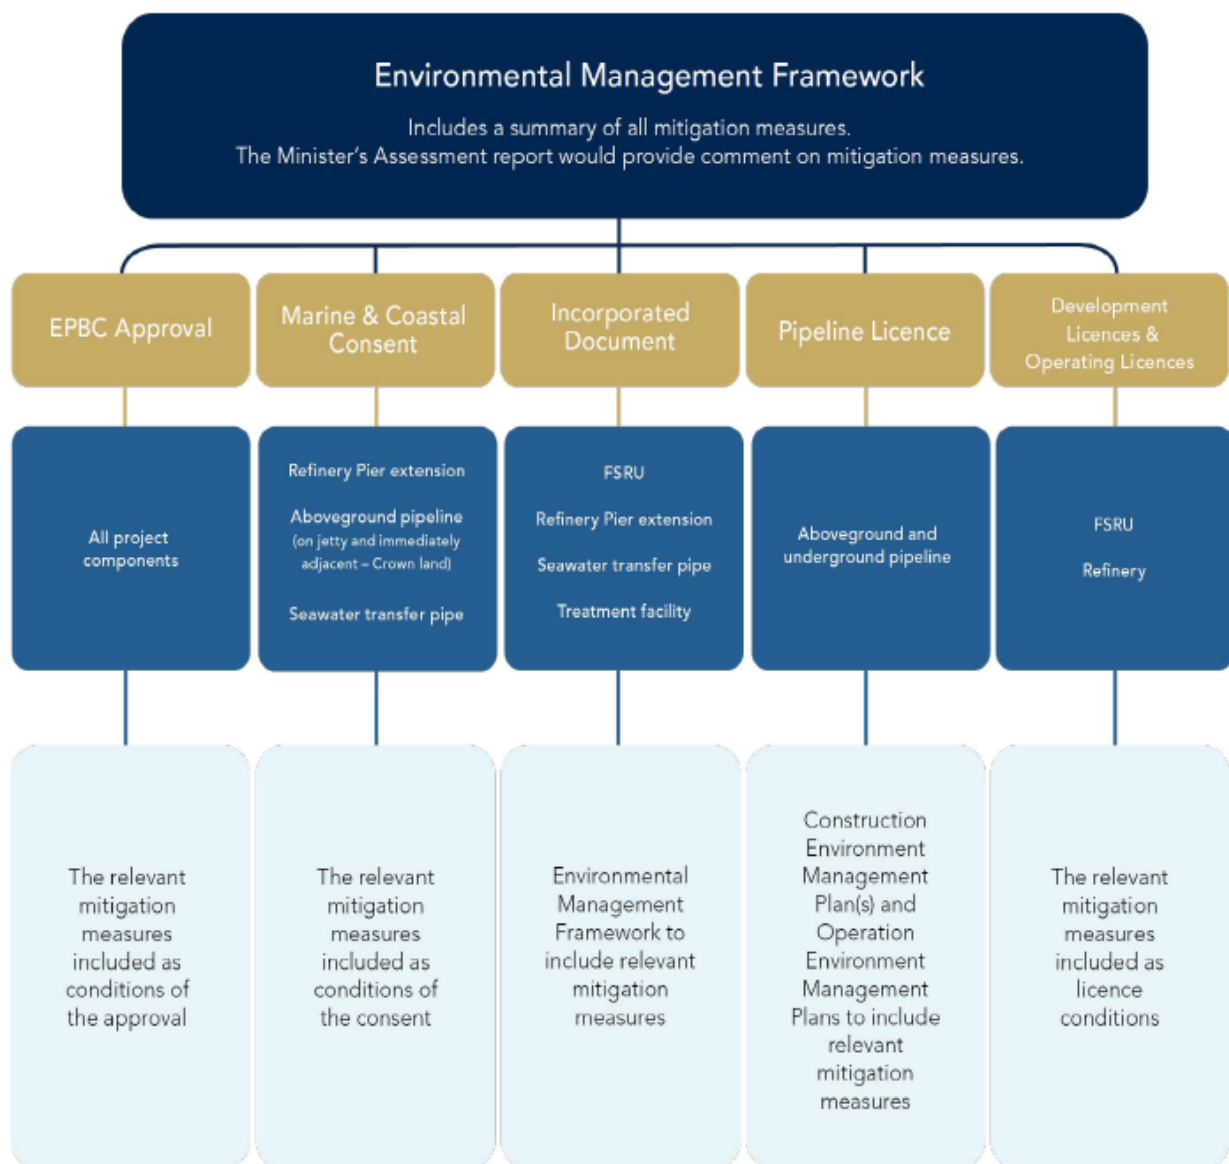 Environmental Management Framework
Includes a summary of all mitigation measures.
The Minister's Assessment report would provide comment on mitigation measures.
EPBC Approval
Marine & Coastal
Consent
Incorporated
Document
Pipeline Licence
Development
Licences &
Operating Licences
All project
components
Refinery Pier extension
Aboveground pipeline
(on jetty and immediately
adjacent – Crown land)
Seawater transfer pipe
FSRU
Refinery Pier extension
Seawater transfer pipe
Treatment facility
Aboveground and
underground pipeline
FSRU
Refinery
The relevant
mitigation
measures
included as
conditions of
the approval
The relevant
mitigation
measures
included as
conditions of
the consent
Environmental
Management
Framework to
include relevant
mitigation
measures
Construction
Environment
Management
Plan(s) and
Operation
Environment
Management
Plans to include
relevant
mitigation
measures
The relevant
mitigation
measures
included as
licence
conditions